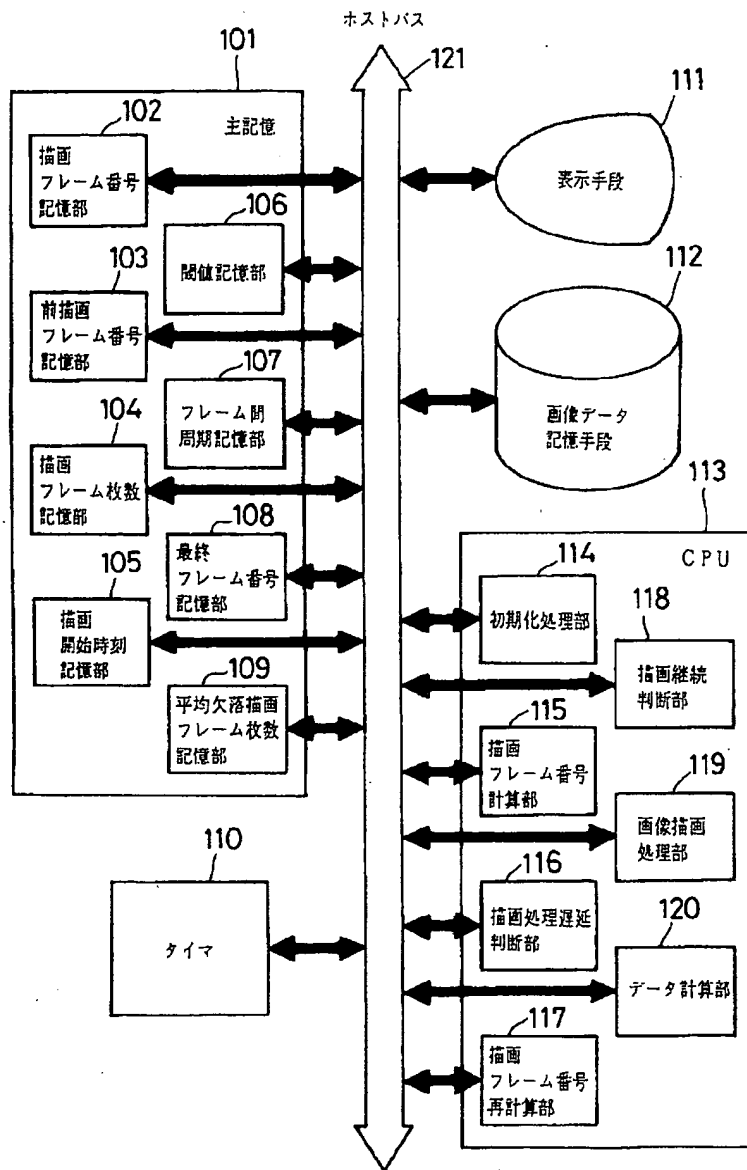 ホストバス
121
101
主記憶
102
描画
フレーム番号
記憶部
106
閾値記憶部
103
前描画
フレーム番号
記憶部
107
フレーム間
周期記憶部
104
描画
フレーム枚数
記憶部
108
最終
フレーム番号
記憶部
105
描画
開始時刻
記憶部
109
平均欠落描画
フレーム枚数
記憶部
110
タイマ
111
表示手段
112
画像データ
記憶手段
113
CPU
114
初期化処理部
118
描画継続
判断部
115
描画
フレーム番号
計算部
119
画像描画
処理部
116
描画処理遅延
判断部
120
データ計算部
117
描画
フレーム番号
再計算部